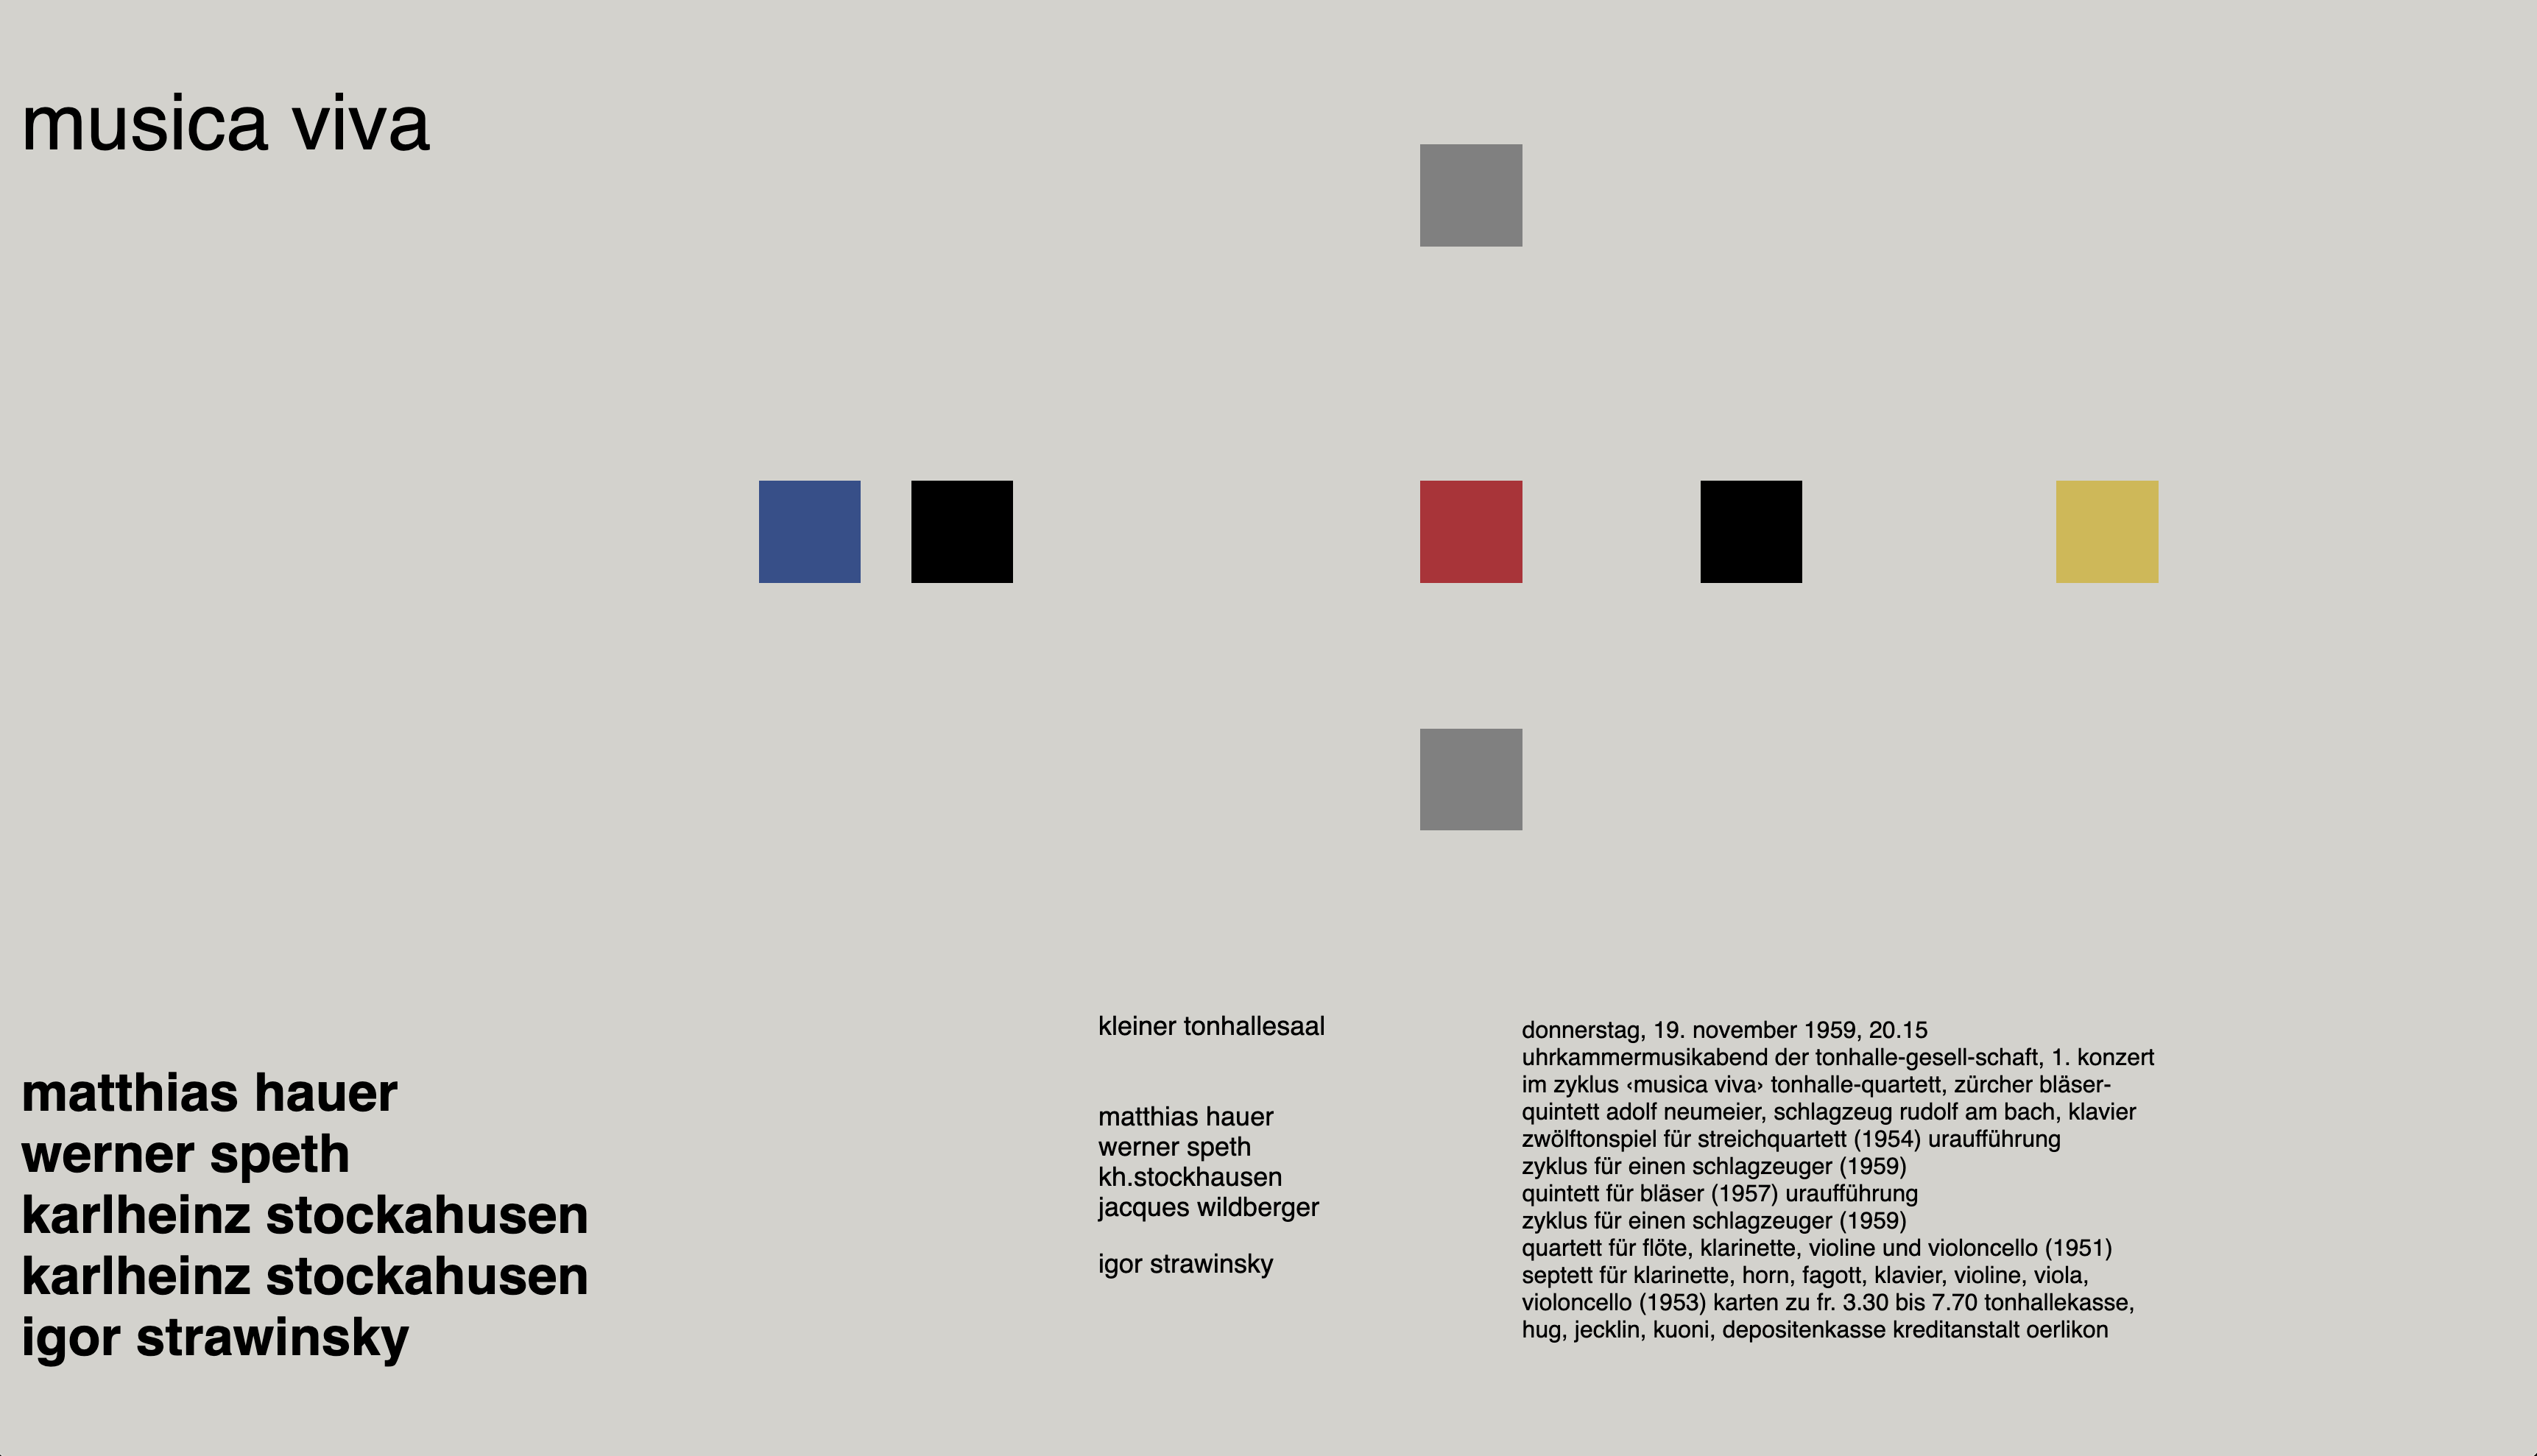 musica viva
matthias hauer
werner speth
karlheinz stockahusen
karlheinz stockahusen
igor strawinsky
kleiner tonhallesaal
matthias hauer
werner speth
kh.stockhausen
jacques wildberger
igor strawinsky
donnerstag, 19. november 1959, 20.15
uhrkammermusikabend der tonhalle-gesell-schaft, 1. konzert
im zyklus ‹musica viva› tonhalle-quartett, zürcher bläser-
quintett adolf neumeier, schlagzeug rudolf am bach, klavier
zwölftonspiel für streichquartett (1954) uraufführung
zyklus für einen schlagzeuger (1959)
quintett für bläser (1957) uraufführung
zyklus für einen schlagzeuger (1959)
quartett für flöte, klarinette, violine und violoncello (1951)
septett für klarinette, horn, fagott, klavier, violine, viola,
violoncello (1953) karten zu fr. 3.30 bis 7.70 tonhallekasse,
hug, jecklin, kuoni, depositenkasse kreditanstalt oerlikon